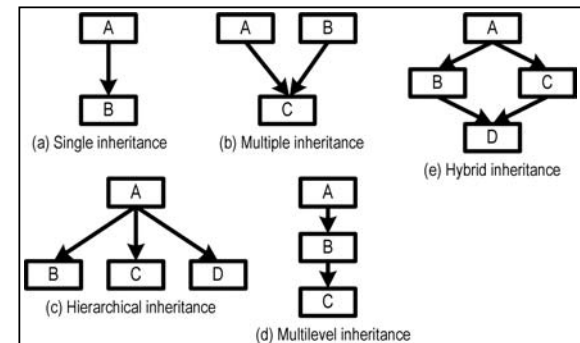 A
B
(a) Single inheritance
A B
C
(b) Multiple inheritance
A
B C
D
(e) Hybrid inheritance
A
B C D
(c) Hierarchical inheritance
A
B
C
(d) Multilevel inheritance